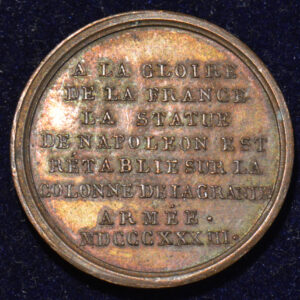 A LA GLOIRE
DE LA FRANCE
LA STATUE
DE NAPOLEON EST
RÉTABLIE SUR LA
COLONNE DE LA GRANDE
ARMÉE.
MDCCCXXXIII.